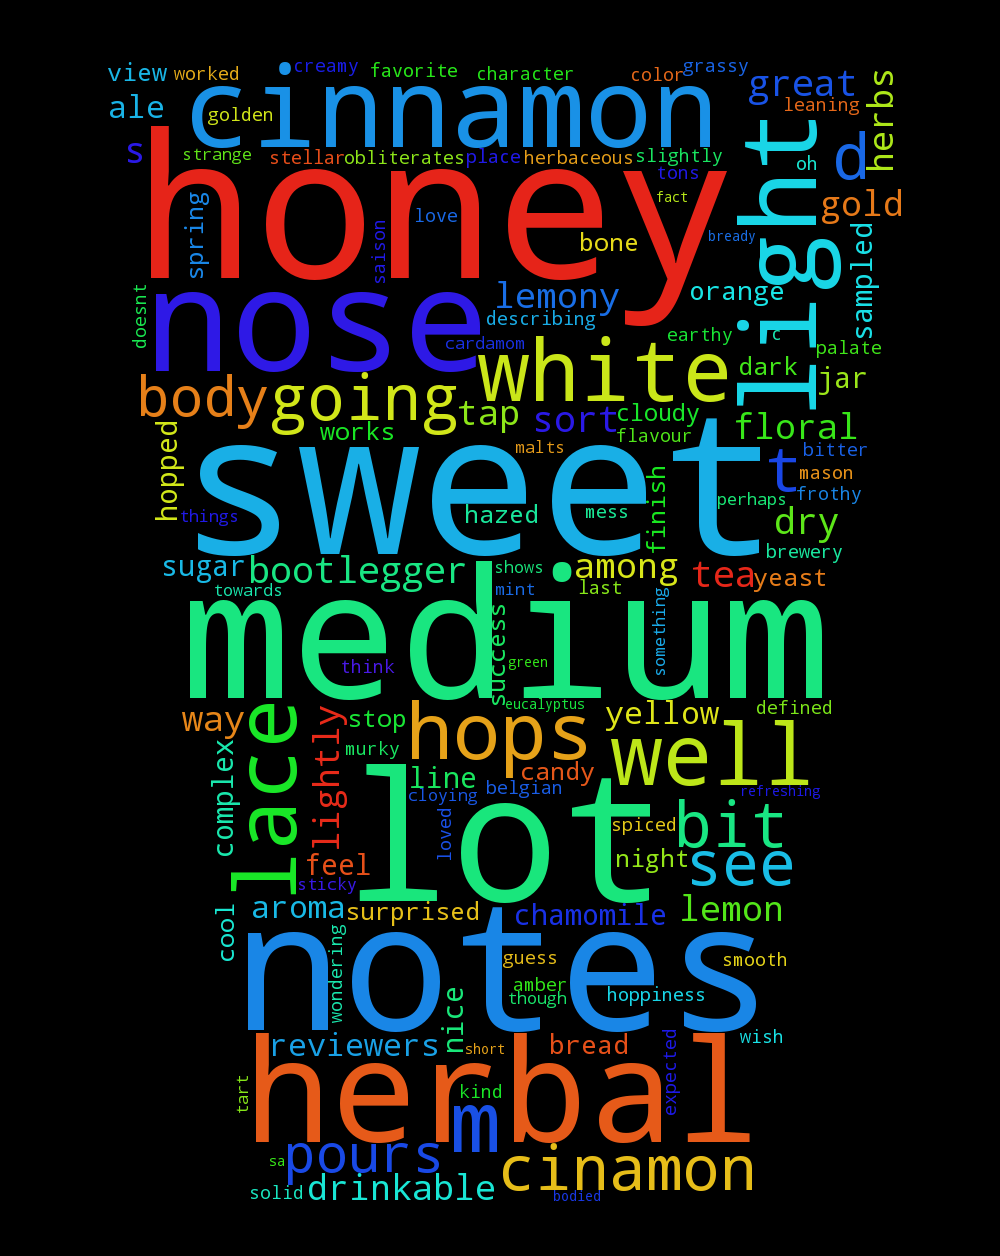 creamy
favorite
character
color
grassy
view
worked
great
leaning
herbs
ale
golden
cinnamon
s
strange
stellar
obliterates
place
herbaceous
slightly
oh
d
tons
fact
honey
light
gold
spring
saison
love
bone
bready
sampled
doesnt
nose
lemony
orange
describing
earthy
c
cardamom
palate
white
dark
jar
body
going
tap
sort
cloudy
floral
works
flavour
hopped
malts
bitter
t
mason
things
sweet
finish
perhaps
frothy
hazed
mess
dry
brewery
sugar
bootlegger
shows
among
tea
yeast
towards
mint
last
something
medium
success
think
green
eucalyptus
way
lace
lightly
stop
hops
yellow
defined
murky
well
complex
line
candy
cloying
belgian
refreshing
loved
lot
spiced
bit
feel
night
see
sticky
cool
aroma
surprised
chamomile
lemon
wondering
notes
guess
smooth
amber
though
hoppiness
nice
reviewers
short
bread
expected
wish
tart
herbal
kind
m
sa
pours
cinamon
solid
drinkable
bodied